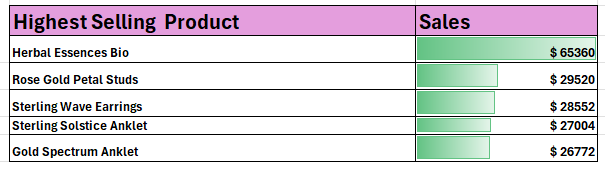 Highest Selling Product Sales
Herbal Essences Bio $ 65360
Rose Gold Petal Studs $ 29520
Sterling Wave Earrings $ 28552
Sterling Solstice Anklet $ 27004
Gold Spectrum Anklet $ 26772